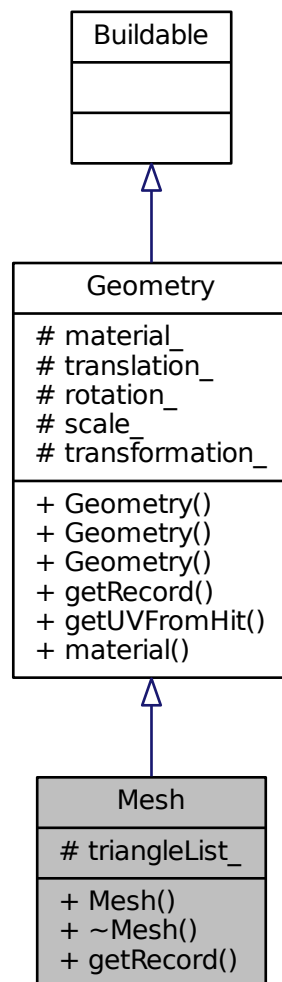 Buildable
Geometry
# material_
# translation_
# rotation_
# scale_
# transformation_
+ Geometry()
+ Geometry()
+ Geometry()
+ getRecord()
+ getUVFromHit()
+ material()
Mesh
# triangleList_
+ Mesh()
+ ~Mesh()
+ getRecord()